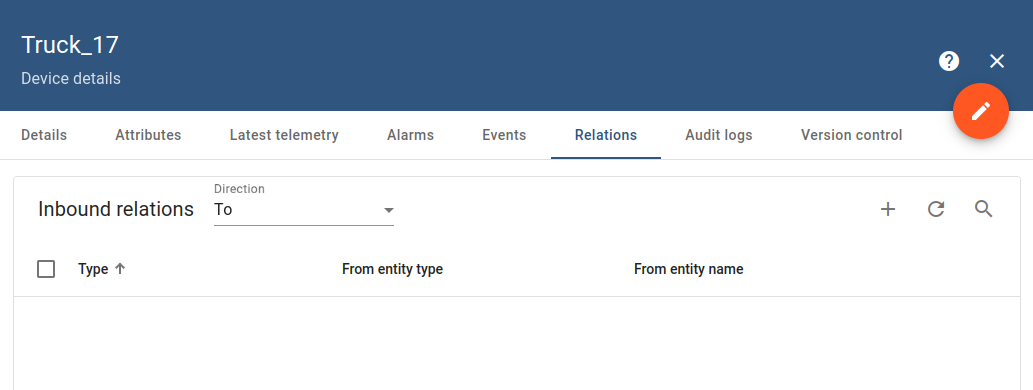 Truck_17
Device details
Details Attributes Latest telemetry Alarms Events Relations Audit logs Version control
Direction
Inbound relations To
Type From entity type From entity name